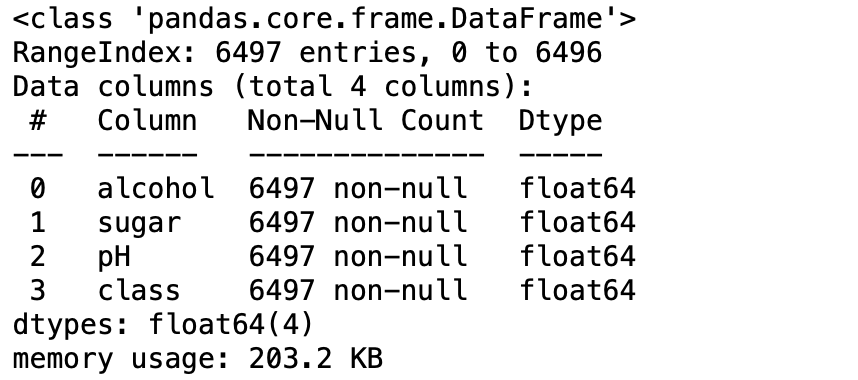 <class 'pandas.core.frame.DataFrame'>
RangeIndex: 6497 entries, 0 to 6496
Data columns (total 4 columns):
 #   Column   Non-Null Count  Dtype
---  ------   --------------  -----
 0   alcohol  6497 non-null   float64
 1   sugar    6497 non-null   float64
 2   pH       6497 non-null   float64
 3   class    6497 non-null   float64
dtypes: float64(4)
memory usage: 203.2 KB